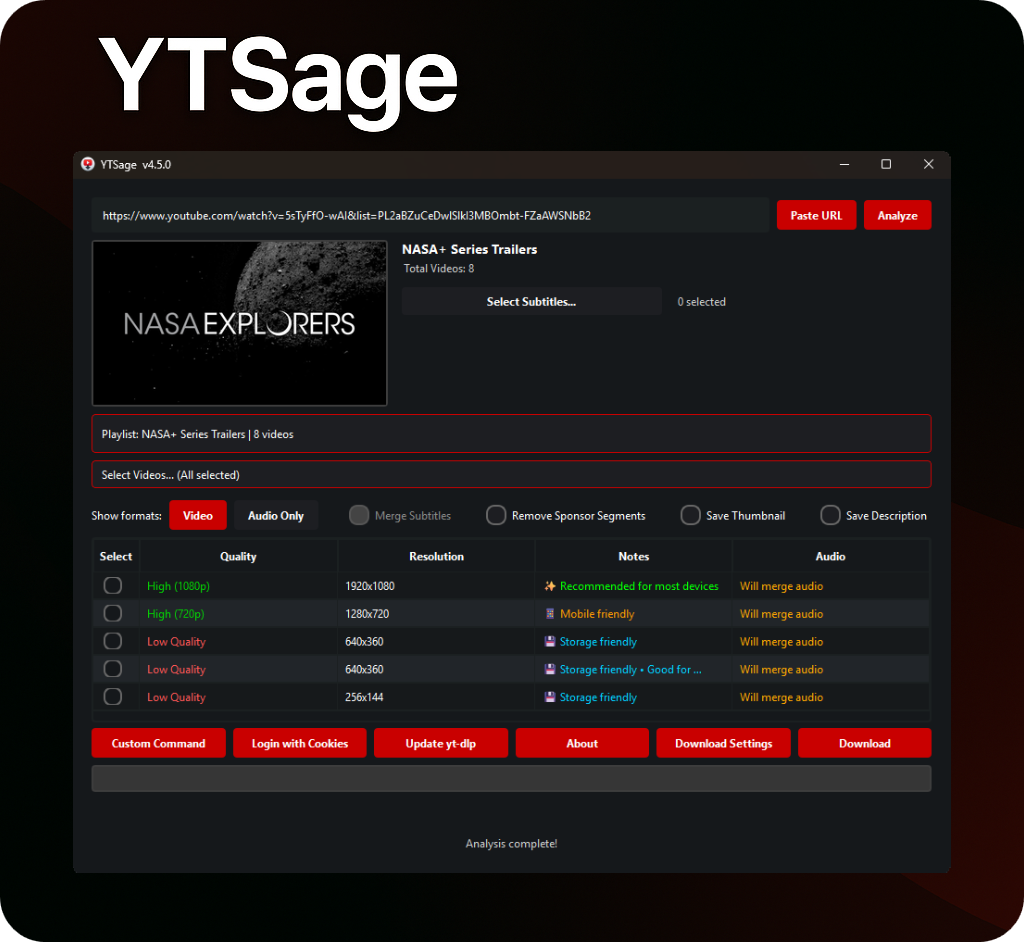 YTSage
YTSage v4.5.0
https://www.youtube.com/watch?v=5sTyFfO-wAI&list=PL2aBZuCeDwISlkl3MBOmbt-FZaAWSNbB2
Paste URL
Analyze
NASA EXPLORERS
NASA+ Series Trailers
Total Videos: 8
Select Subtitles...
0 selected
Playlist: NASA+ Series Trailers | 8 videos
Select Videos... (All selected)
Show formats: Video Audio Only Merge Subtitles Remove Sponsor Segments Save Thumbnail Save Description
Select Quality Resolution Notes Audio
High (1080p) 1920x1080 ✨ Recommended for most devices Will merge audio
High (720p) 1280x720 📱 Mobile friendly Will merge audio
Low Quality 640x360 💾 Storage friendly Will merge audio
Low Quality 640x360 💾 Storage friendly • Good for ... Will merge audio
Low Quality 256x144 💾 Storage friendly Will merge audio
Custom Command Login with Cookies Update yt-dlp About Download Settings Download
Analysis complete!